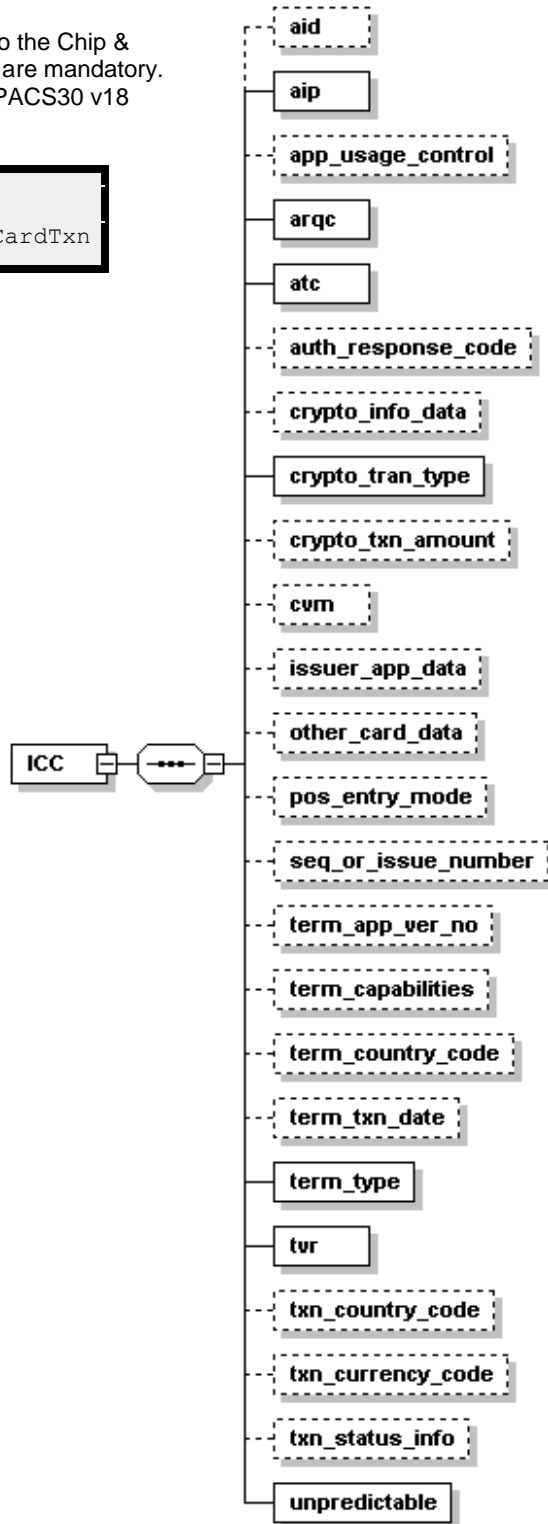 o the Chip &
are mandatory.
PACS30 v18
CardTxn
ICC
aid
aip
app_usage_control
arqc
atc
auth_response_code
crypto_info_data
crypto_tran_type
crypto_txn_amount
cvm
issuer_app_data
other_card_data
pos_entry_mode
seq_or_issue_number
term_app_ver_no
term_capabilities
term_country_code
term_txn_date
term_type
tvr
txn_country_code
txn_currency_code
txn_status_info
unpredictable